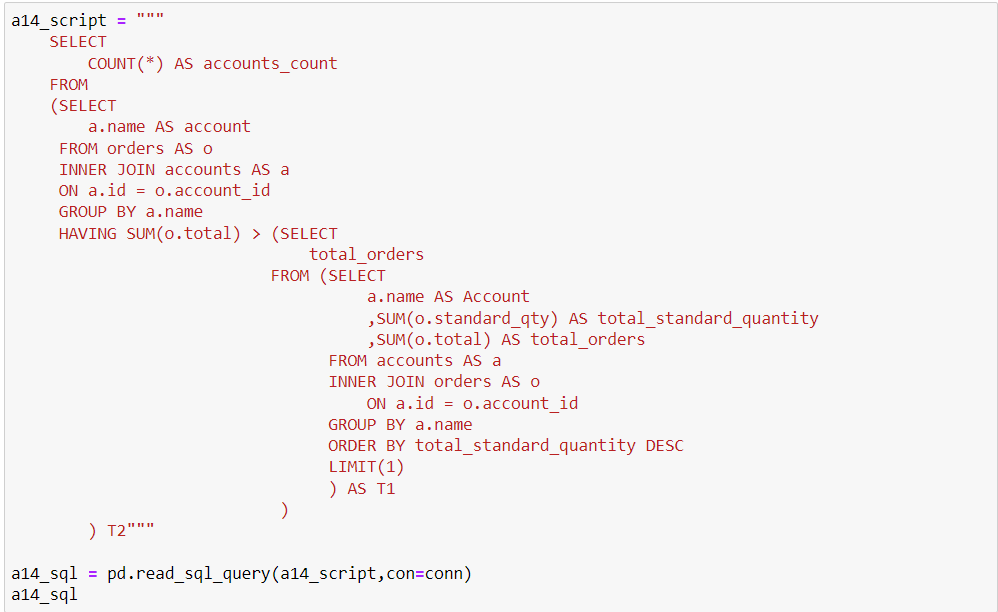 a14_script = """
    SELECT
        COUNT(*) AS accounts_count
    FROM
    (SELECT
        a.name AS account
     FROM orders AS o
     INNER JOIN accounts AS a
     ON a.id = o.account_id
     GROUP BY a.name
     HAVING SUM(o.total) > (SELECT
                               total_orders
                           FROM (SELECT
                                     a.name AS Account
                                     ,SUM(o.standard_qty) AS total_standard_quantity
                                     ,SUM(o.total) AS total_orders
                                 FROM accounts AS a
                                 INNER JOIN orders AS o
                                     ON a.id = o.account_id
                                 GROUP BY a.name
                                 ORDER BY total_standard_quantity DESC
                                 LIMIT(1)
                                 ) AS T1
                            )
        ) T2"""

a14_sql = pd.read_sql_query(a14_script,con=conn)
a14_sql